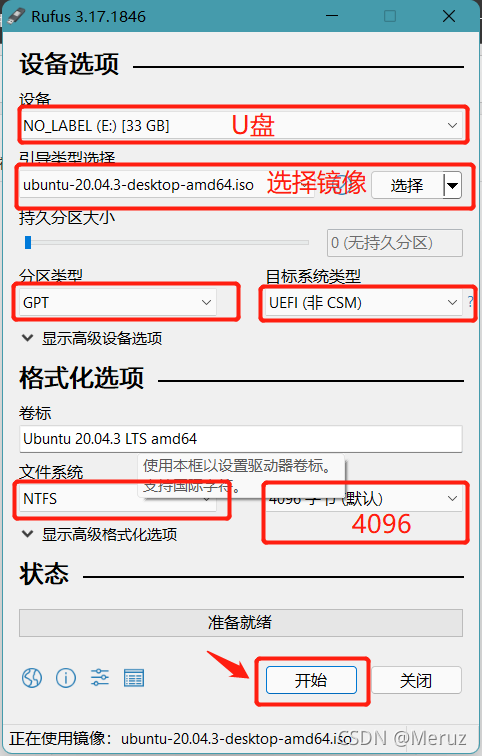 Rufus 3.17.1846
设备选项
设备
NO_LABEL (E:) [33 GB]
U盘
引导类型选择
ubuntu-20.04.3-desktop-amd64.iso
选择镜像
选择
持久分区大小
0 (无持久分区)
分区类型
目标系统类型
GPT
UEFI (非 CSM)
?
显示高级设备选项
格式化选项
卷标
Ubuntu 20.04.3 LTS amd64
使用本框以设置驱动器卷标。
支持国际字符。
文件系统
NTFS
4096 字节 (默认)
4096
显示高级格式化选项
状态
准备就绪
开始
关闭
正在使用镜像: ubuntu-20.04.3-desktop-amd64.iso
CSDN @Meruz